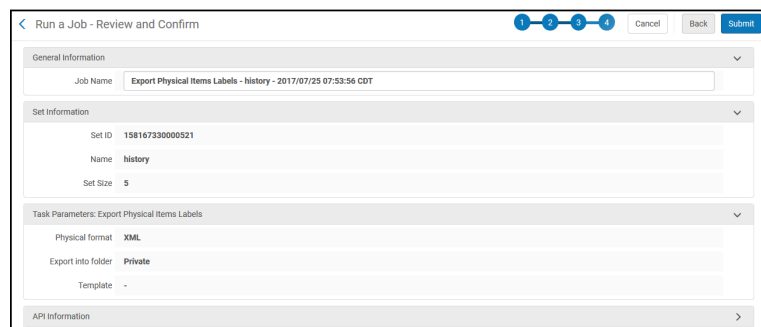 Run a Job - Review and Confirm 1 2 3 4 Cancel Back Submit
General Information
Job Name Export Physical Items Labels - history - 2017/07/25 07:53:56 CDT
Set Information
Set ID 158167330000521
Name history
Set Size 5
Task Parameters: Export Physical Items Labels
Physical format XML
Export into folder Private
Template -
API Information